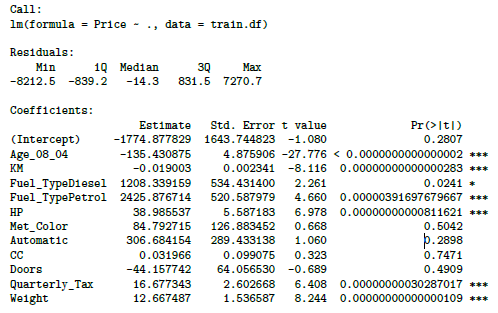 Call:
lm(formula = Price ~ ., data = train.df)
Residuals:
Min 1Q Median 3Q Max
-8212.5 -839.2 -14.3 831.5 7270.7
Coefficients:
Estimate Std. Error t value Pr(>|t|)
(Intercept) -1774.877829 1643.744823 -1.080 0.2807
Age_08_04 -135.430875 4.875906 -27.776 < 0.0000000000000002 ***
KM -0.019003 0.002341 -8.116 0.00000000000000283 ***
Fuel_TypeDiesel 1208.339159 534.431400 2.261 0.0241 *
Fuel_TypePetrol 2425.876714 520.587979 4.660 0.00000391697679667 ***
HP 38.985537 5.587183 6.978 0.00000000000811621 ***
Met_Color 84.792715 126.883452 0.668 0.5042
Automatic 306.684154 289.433138 1.060 0.2898
CC 0.031966 0.099075 0.323 0.7471
Doors -44.157742 64.056530 -0.689 0.4909
Quarterly_Tax 16.677343 2.602668 6.408 0.00000000030287017 ***
Weight 12.667487 1.536587 8.244 0.00000000000000109 ***